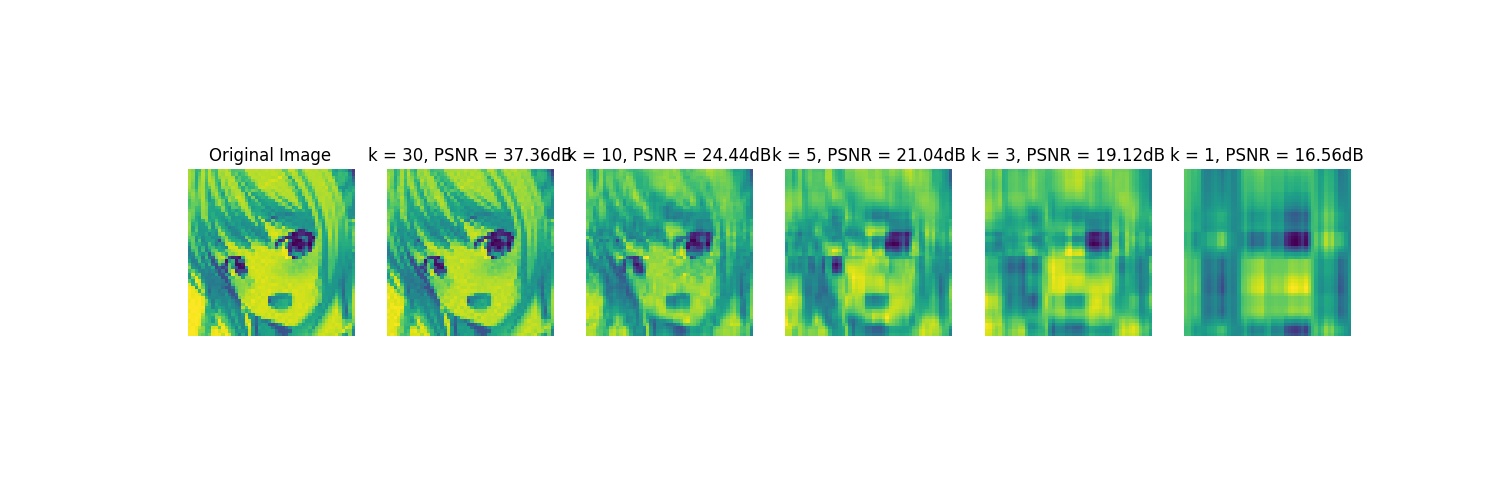 Original Image
k = 30, PSNR = 37.36dB
k = 10, PSNR = 24.44dB
k = 5, PSNR = 21.04dB
k = 3, PSNR = 19.12dB
k = 1, PSNR = 16.56dB